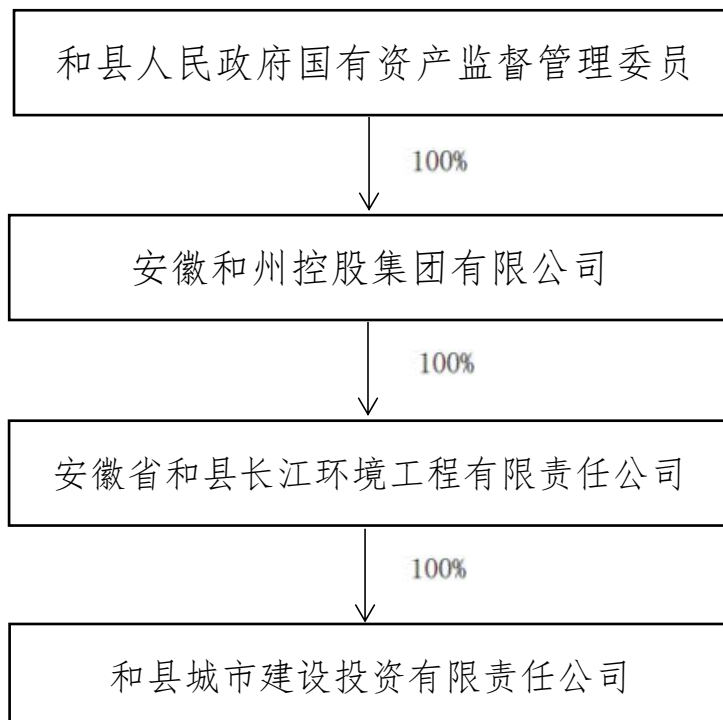 和县人民政府国有资产监督管理委员
100%
安徽和州控股集团有限公司
100%
安徽省和县长江环境工程有限责任公司
100%
和县城市建设投资有限责任公司